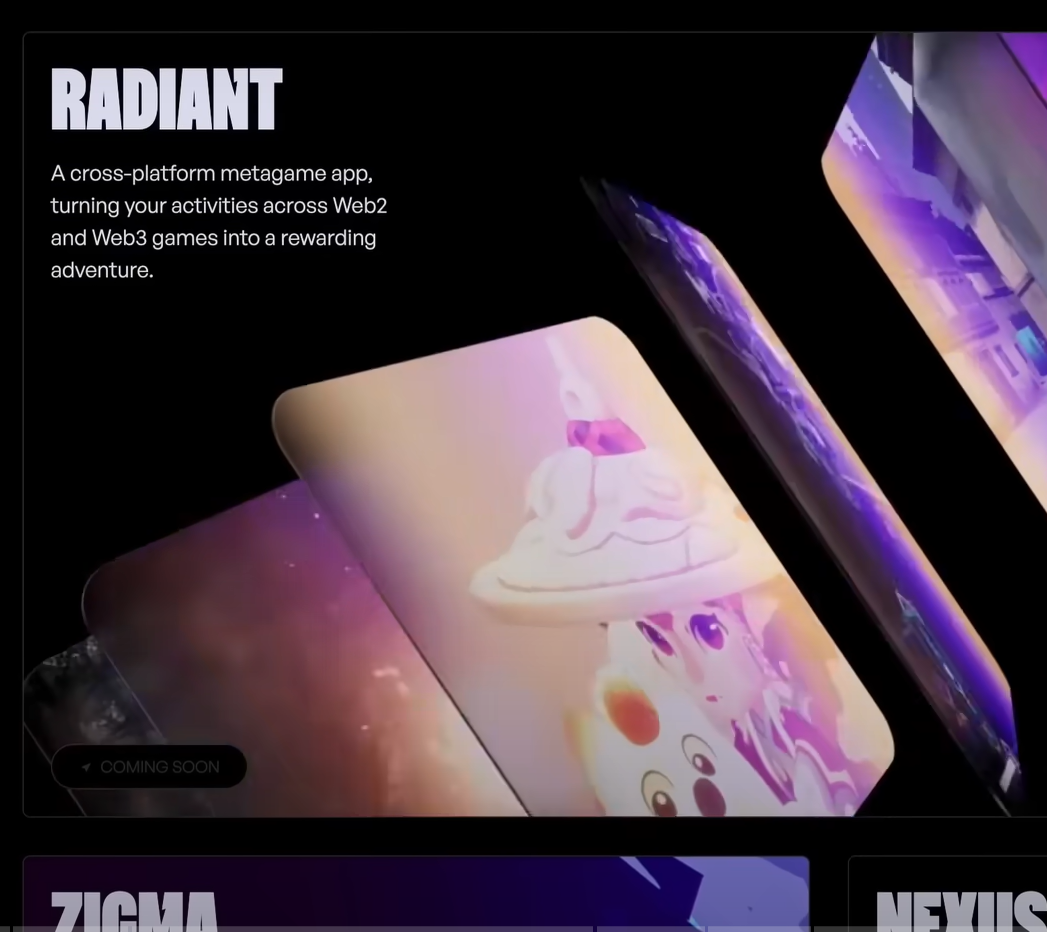 RADIANT
A cross-platform metagame app,
turning your activities across Web2
and Web3 games into a rewarding
adventure.
COMING SOON
ZIGMA
NEXUS